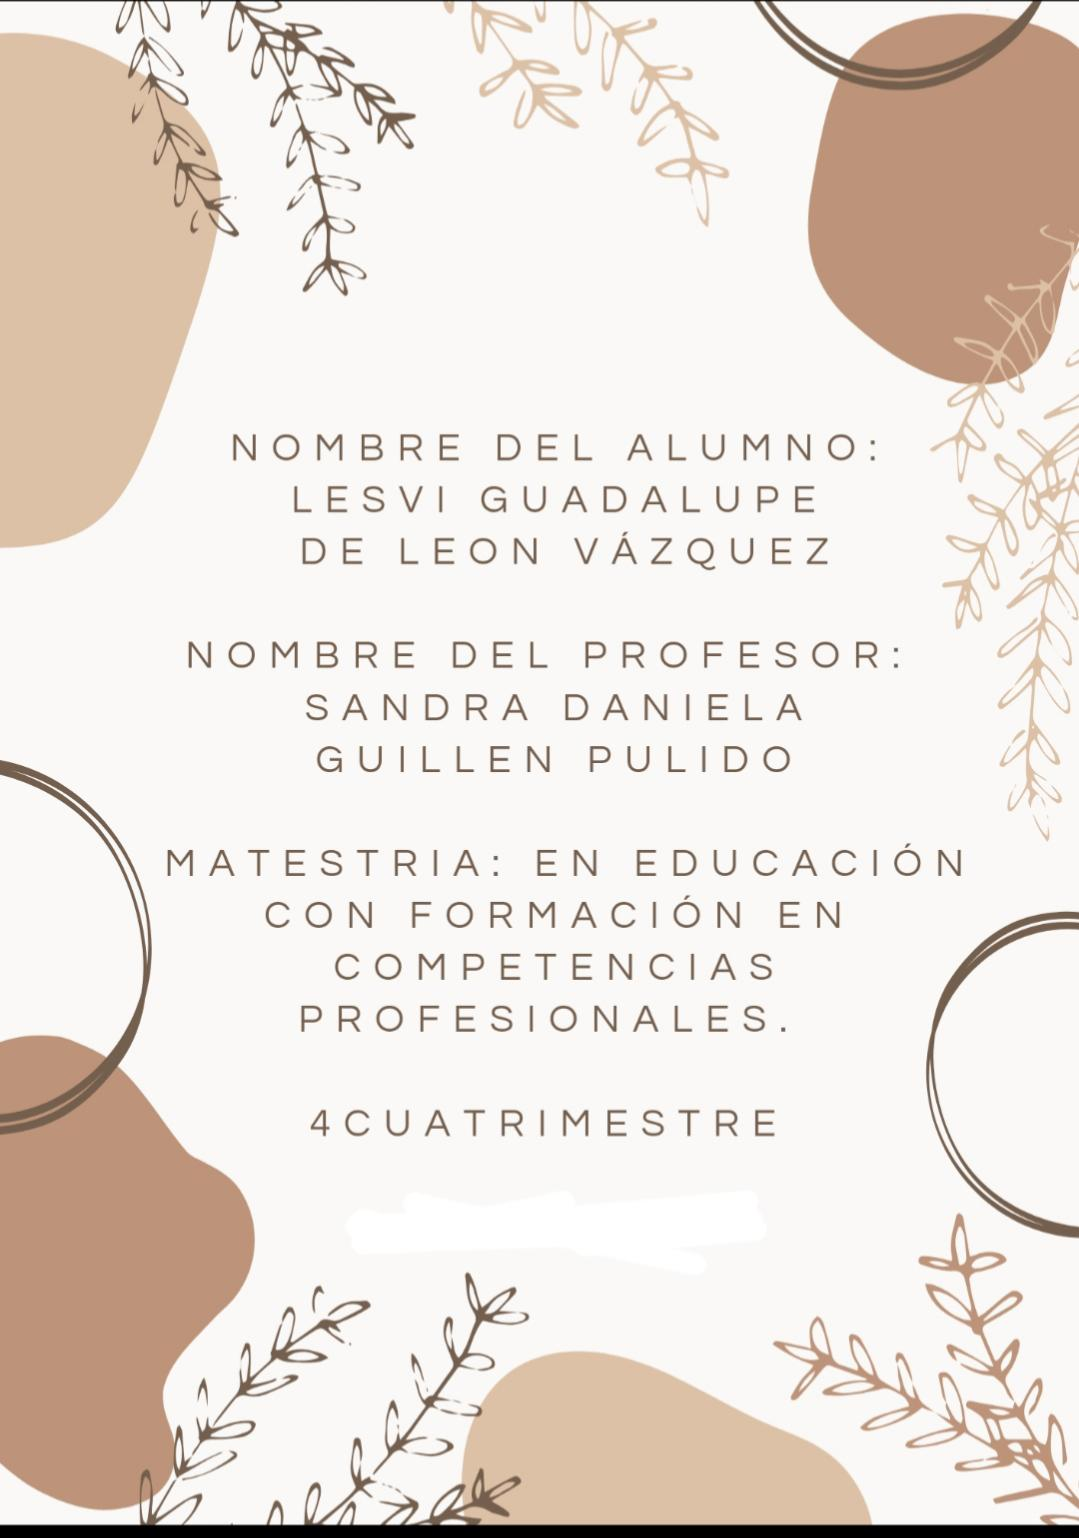 NOMBRE DEL ALUMNO:
LESVI GUADALUPE
DE LEON VÁZQUEZ
NOMBRE DEL PROFESOR:
SANDRA DANIELA
GUILLEN PULIDO
MATESTRIA: EN EDUCACIÓN
CON FORMACIÓN EN
COMPETENCIAS
PROFESIONALES.
4CUATRIMESTRE